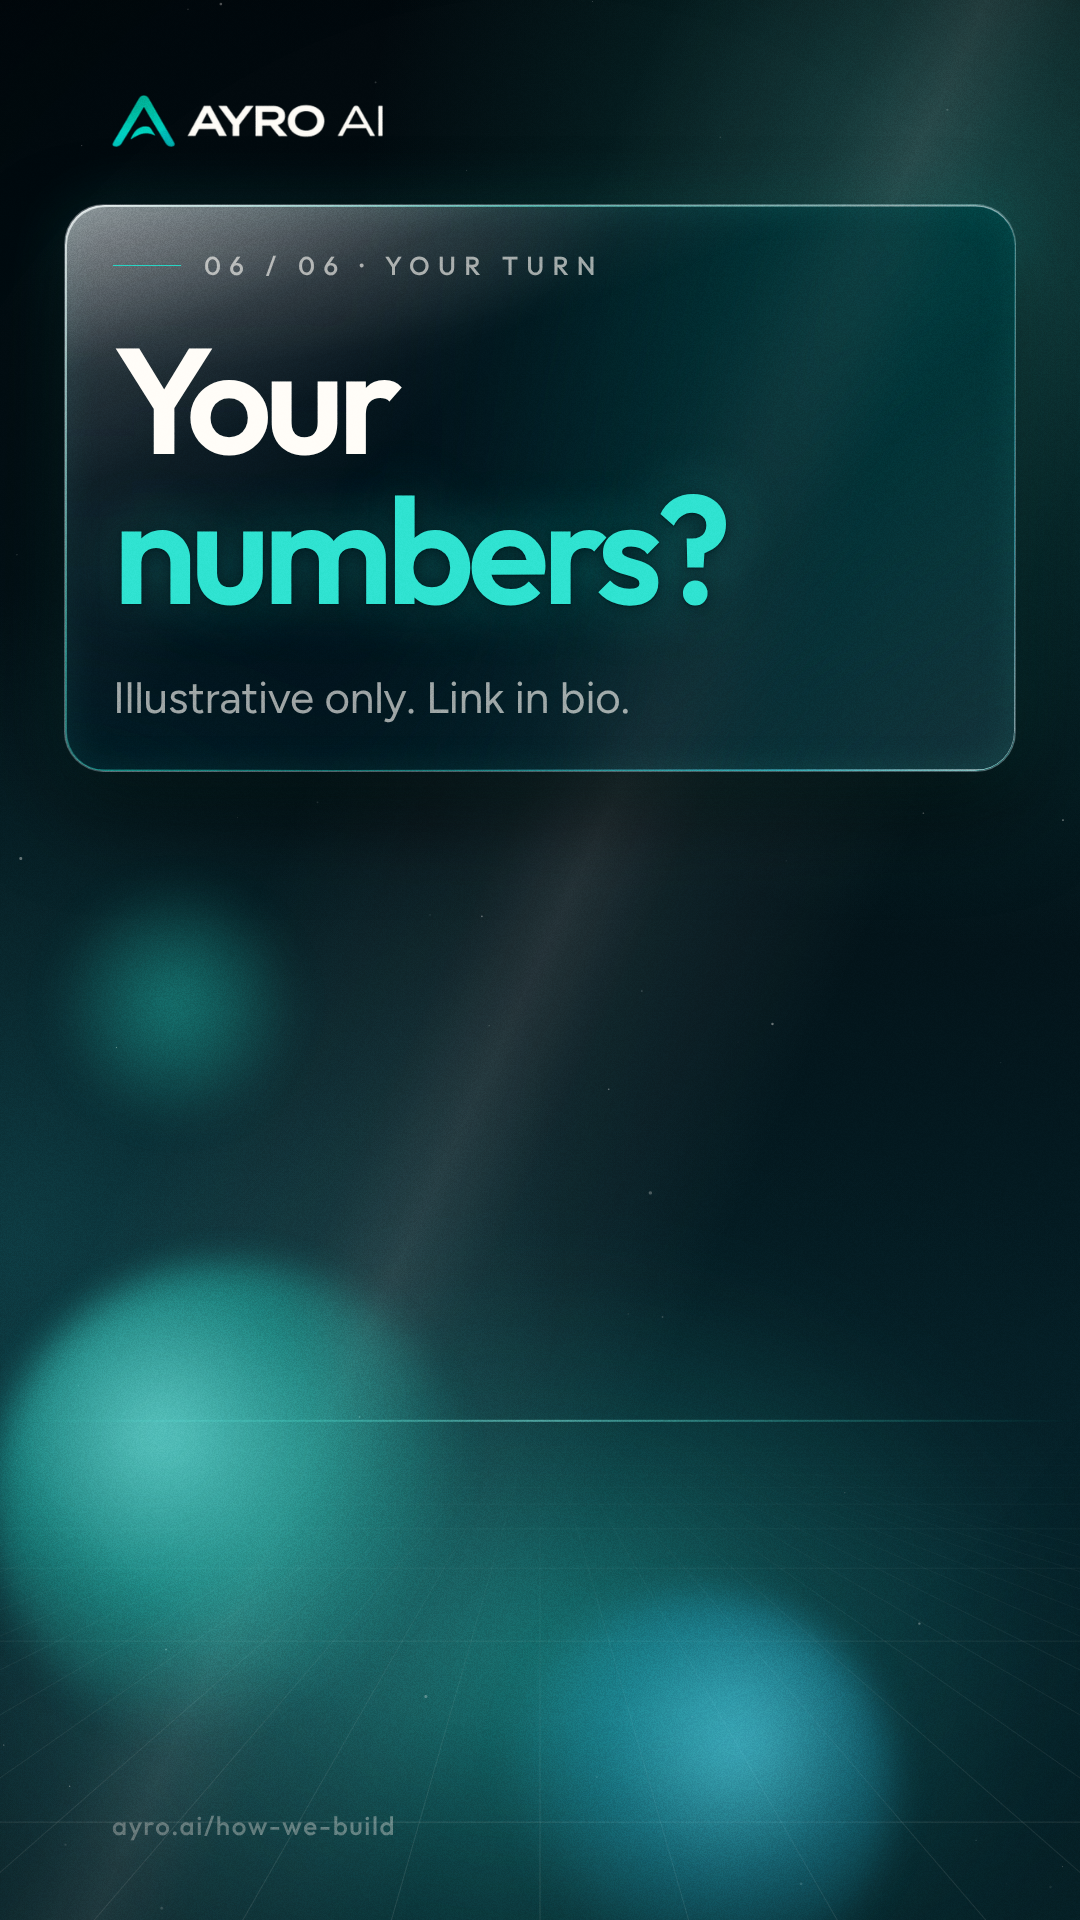 AYRO AI
06 / 06 · YOUR TURN
Your
numbers?
Illustrative only. Link in bio.
ayro.ai/how-we-build